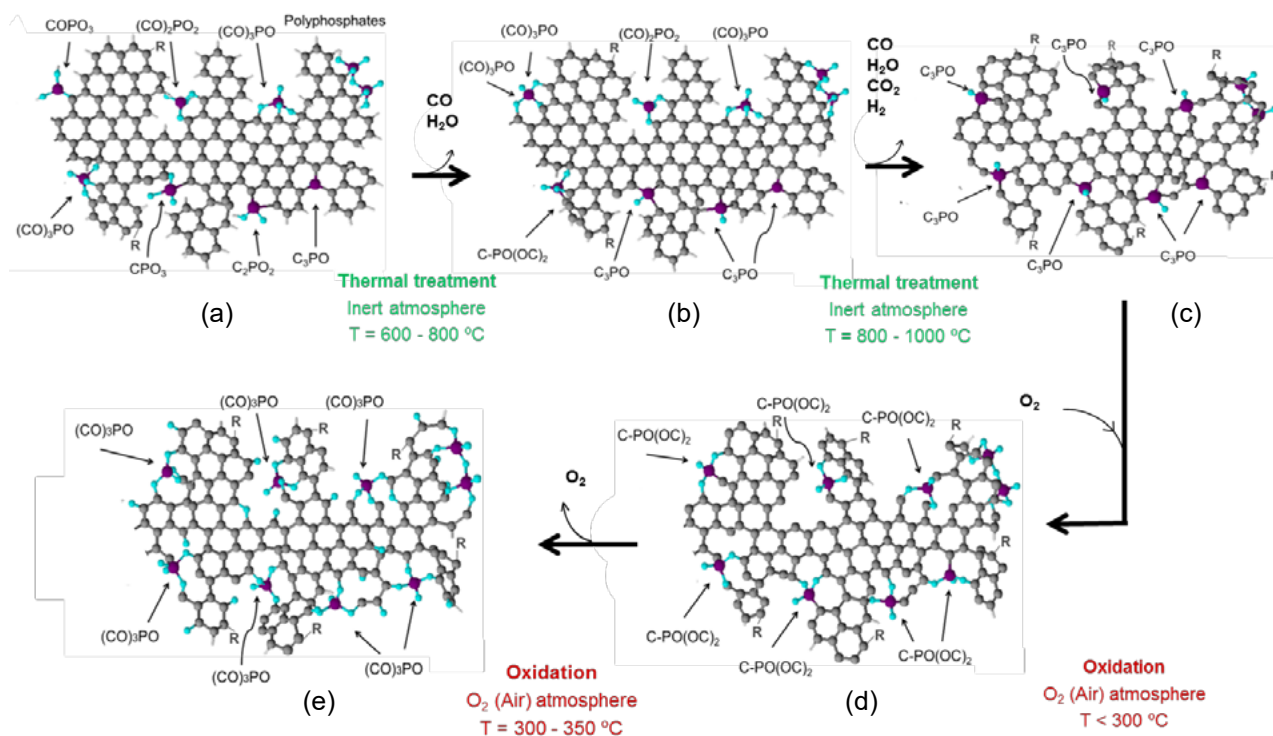 COPO₃
(CO)₂PO₂
(CO)₃PO
Polyphosphates
R
(CO)₃PO
R
CPO₃
C₂PO₂
C₃PO
(a)
CO
H₂O
Thermal treatment
Inert atmosphere
T = 600 - 800 ºC
(CO)₃PO
(CO)₂PO₂
(CO)₃PO
(CO)₃PO
R
R
C-PO(OC)₂
C₃PO
C₃PO
(b)
CO
H₂O
CO₂
H₂
Thermal treatment
Inert atmosphere
T = 800 - 1000 ºC
R
C₃PO
C₃PO
R
C₃PO
C₃PO
R
R
R
C₃PO
C₃PO
C₃PO
(c)
O₂
Oxidation
O₂ (Air) atmosphere
T < 300 ºC
C-PO(OC)₂
C-PO(OC)₂
C-PO(OC)₂
R
R
R
C-PO(OC)₂
R
R
C-PO(OC)₂
C-PO(OC)₂
(d)
O₂
Oxidation
O₂ (Air) atmosphere
T = 300 - 350 ºC
(CO)₃PO
(CO)₃PO
(CO)₃PO
R
R
R
R
(CO)₃PO
R
R
(CO)₃PO
(CO)₃PO
(e)